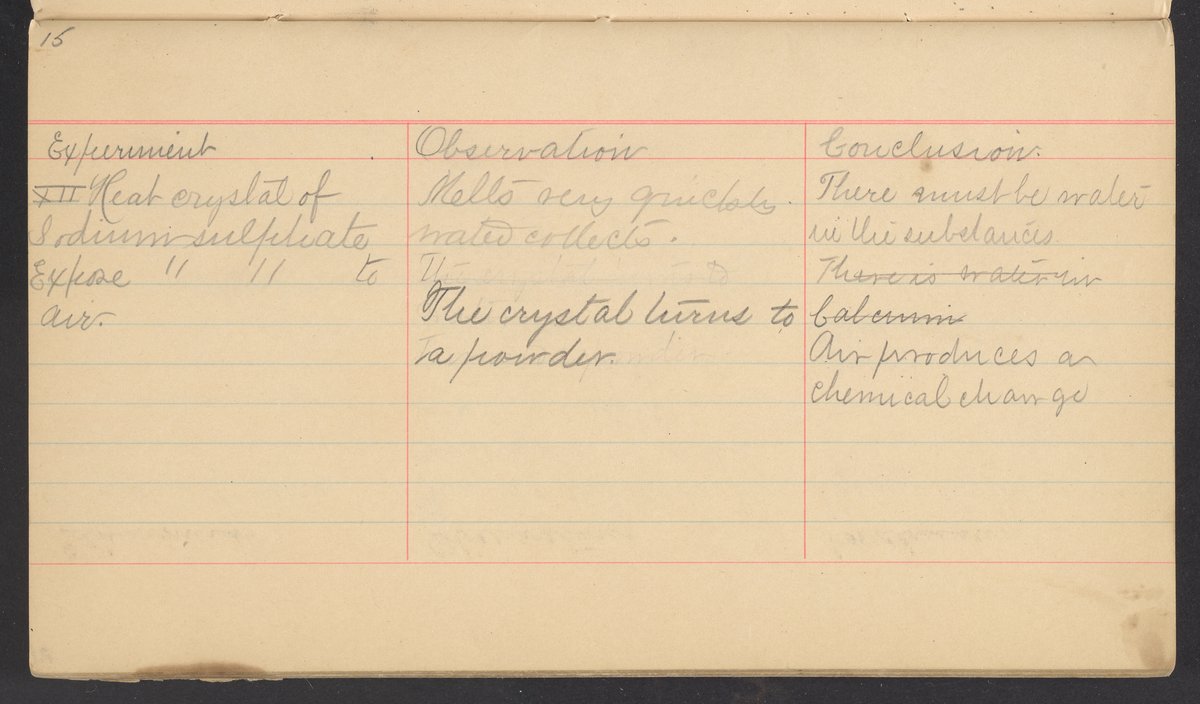 15
Experiment
XII Heat crystal of
Sodium sulphate
Expose " " to
air.
Observation
Melts very quickly.
water collects.
The crystal turns to
a powder.
Conclusion.
There must be water
in the substances.
There is water in
Calcium
Air produces a
chemical change